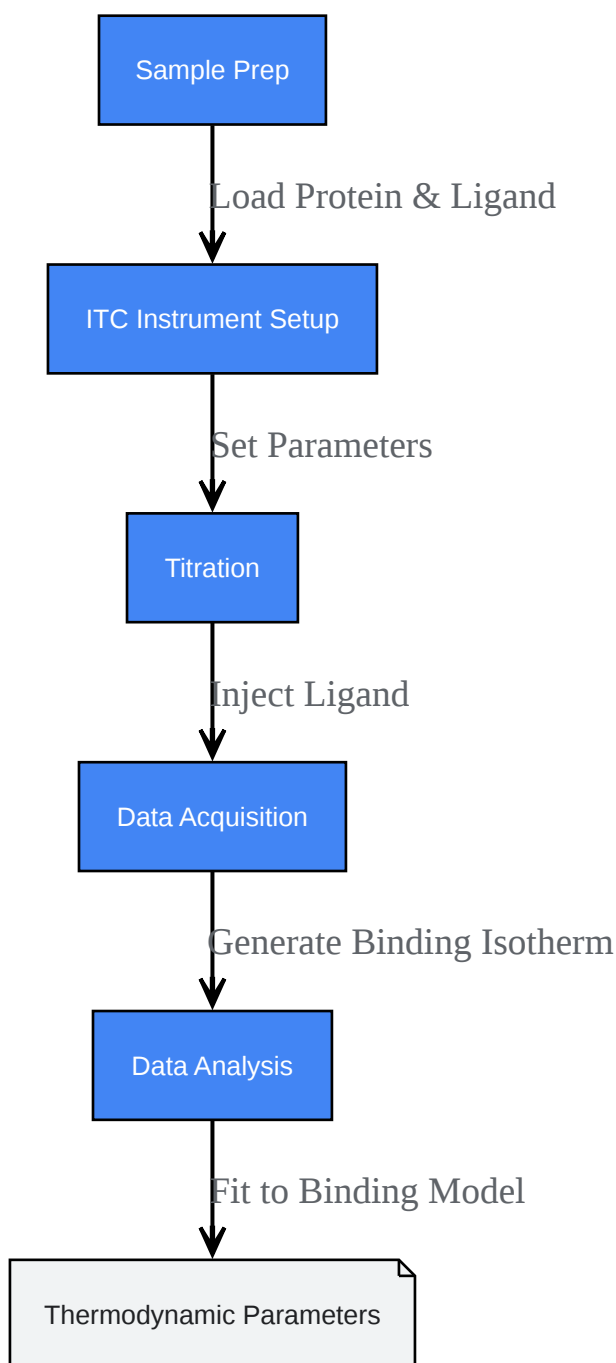 Sample Prep
Load Protein & Ligand
ITC Instrument Setup
Set Parameters
Titration
Inject Ligand
Data Acquisition
Generate Binding Isotherm
Data Analysis
Fit to Binding Model
Thermodynamic Parameters